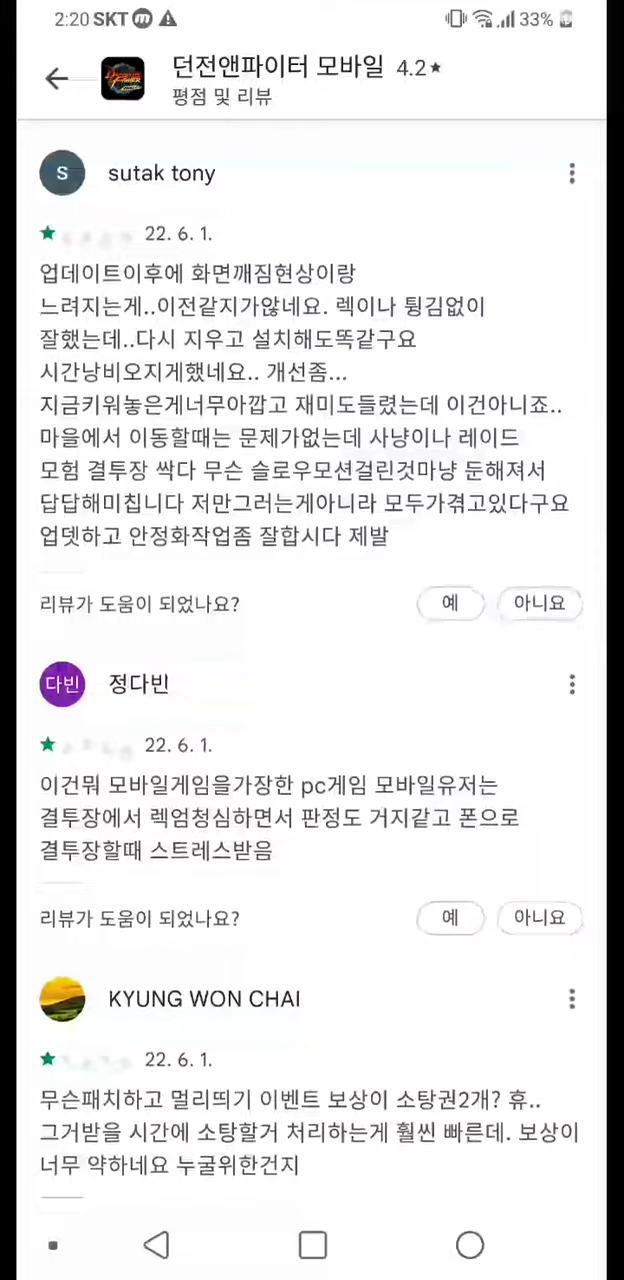 2:20 SKT m 33%
던전앤파이터 모바일 4.2★
평점 및 리뷰
S sutak tony
★ 22. 6. 1.
업데이트이후에 화면깨짐현상이랑
느려지는게..이전같지가않네요. 렉이나 튕김없이
잘했는데..다시 지우고 설치해도똑같구요
시간낭비오지게했네요.. 개선좀...
지금키워놓은게너무아깝고 재미도들렸는데 이건아니죠..
마을에서 이동할때는 문제가없는데 사냥이나 레이드
모험 결투장 싹다 무슨 슬로우모션걸린것마냥 둔해져서
답답해미칩니다 저만그러는게아니라 모두가겪고있다구요
업뎃하고 안정화작업좀 잘합시다 제발
리뷰가 도움이 되었나요? 예 아니요
다빈 정다빈
★ 22. 6. 1.
이건뭐 모바일게임을가장한 pc게임 모바일유저는
결투장에서 렉엄청심하면서 판정도 거지같고 폰으로
결투장할때 스트레스받음
리뷰가 도움이 되었나요? 예 아니요
KYUNG WON CHAI
★ 22. 6. 1.
무슨패치하고 멀리띄기 이벤트 보상이 소탕권2개? 휴..
그거받을 시간에 소탕할거 처리하는게 훨씬 빠른데. 보상이
너무 약하네요 누굴위한건지